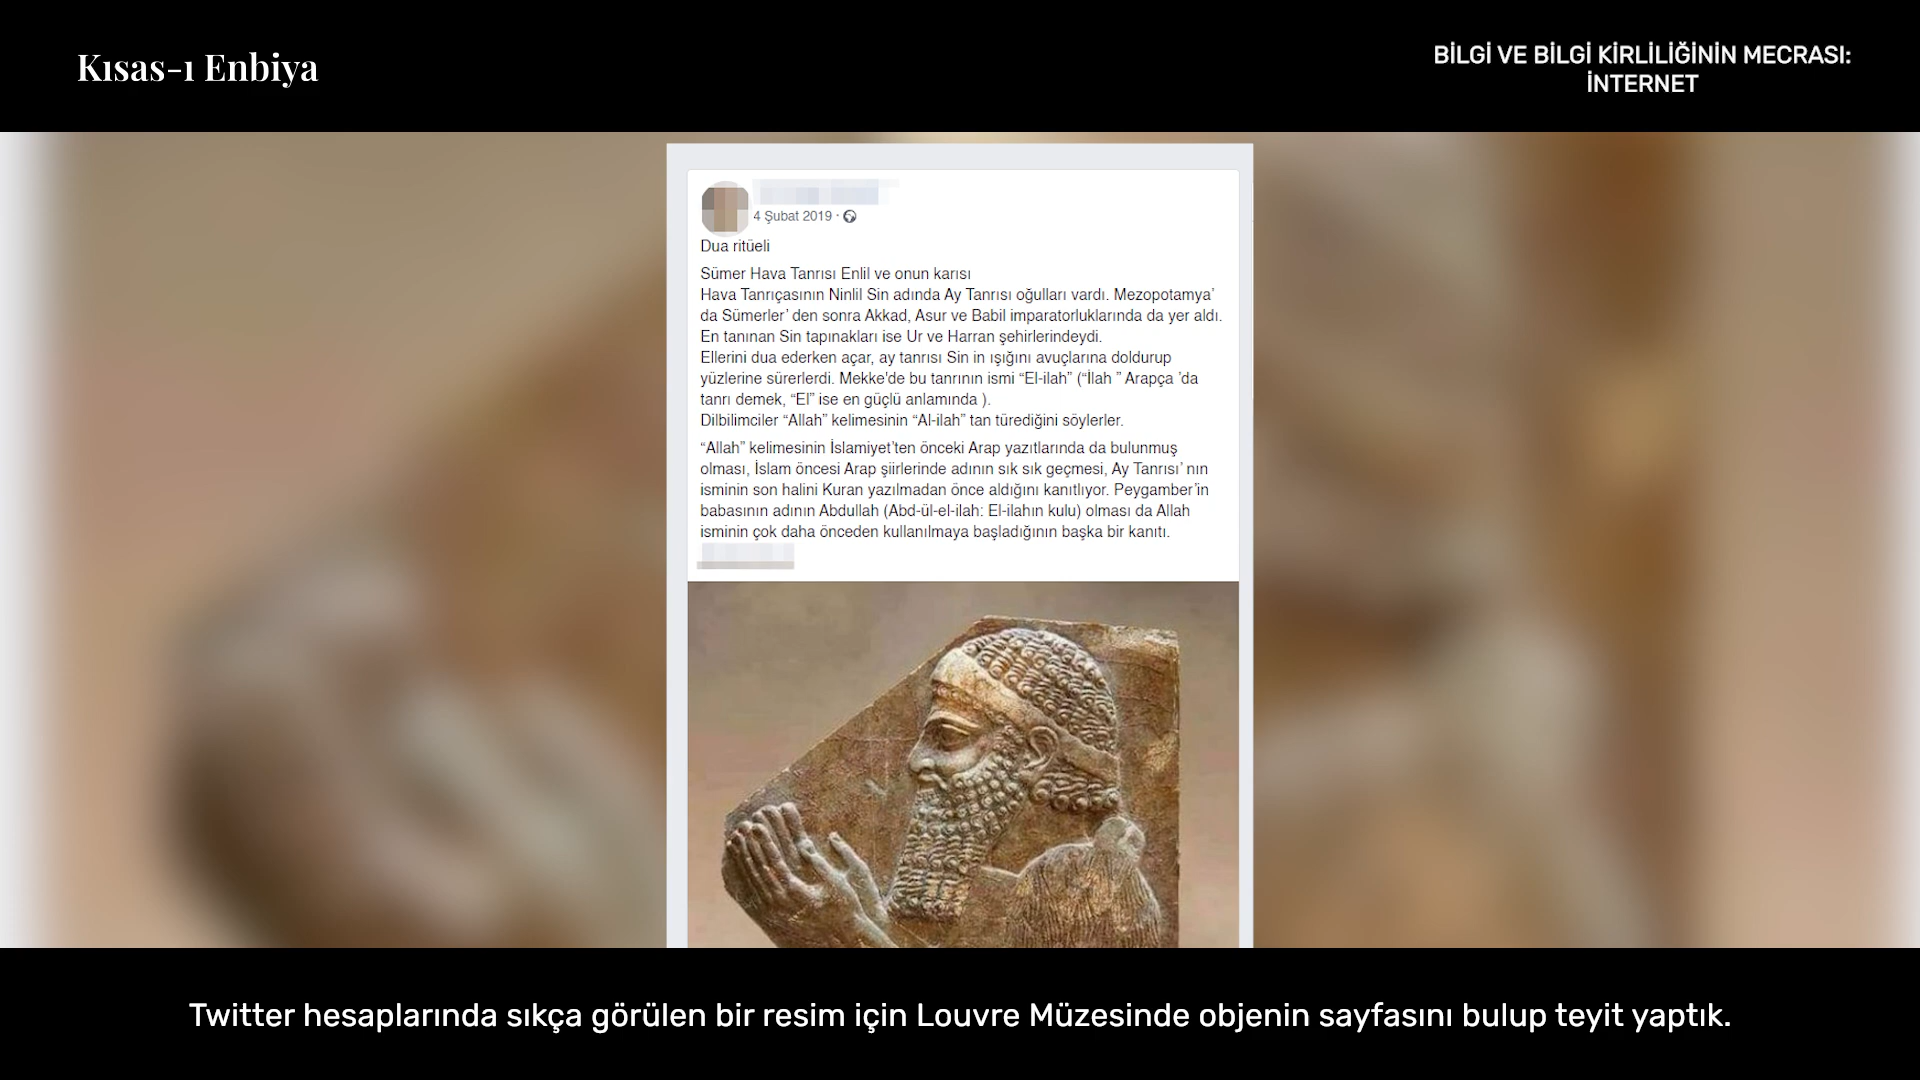 Kısas-ı Enbiya
BİLGİ VE BİLGİ KİRLİLİĞİNİN MECRASI:
İNTERNET
4 Şubat 2019 ·
Dua ritüeli
Sümer Hava Tanrısı Enlil ve onun karısı
Hava Tanrıçasının Ninlil Sin adında Ay Tanrısı oğulları vardı. Mezopotamya’
da Sümerler’ den sonra Akkad, Asur ve Babil imparatorluklarında da yer aldı.
En tanınan Sin tapınakları ise Ur ve Harran şehirlerindeydi.
Ellerini dua ederken açar, ay tanrısı Sin in ışığını avuçlarına doldurup
yüzlerine sürerlerdi. Mekke'de bu tanrının ismi “El-ilah” (“İlah ” Arapça ’da
tanrı demek, “El” ise en güçlü anlamında ).
Dilbilimciler “Allah” kelimesinin “Al-ilah” tan türediğini söylerler.
“Allah” kelimesinin İslamiyet’ten önceki Arap yazıtlarında da bulunmuş
olması, İslam öncesi Arap şiirlerinde adının sık sık geçmesi, Ay Tanrısı’ nın
isminin son halini Kuran yazılmadan önce aldığını kanıtlıyor. Peygamber’in
babasının adının Abdullah (Abd-ül-el-ilah: El-ilahın kulu) olması da Allah
isminin çok daha önceden kullanılmaya başladığının başka bir kanıtı.
Twitter hesaplarında sıkça görülen bir resim için Louvre Müzesinde objenin sayfasını bulup teyit yaptık.